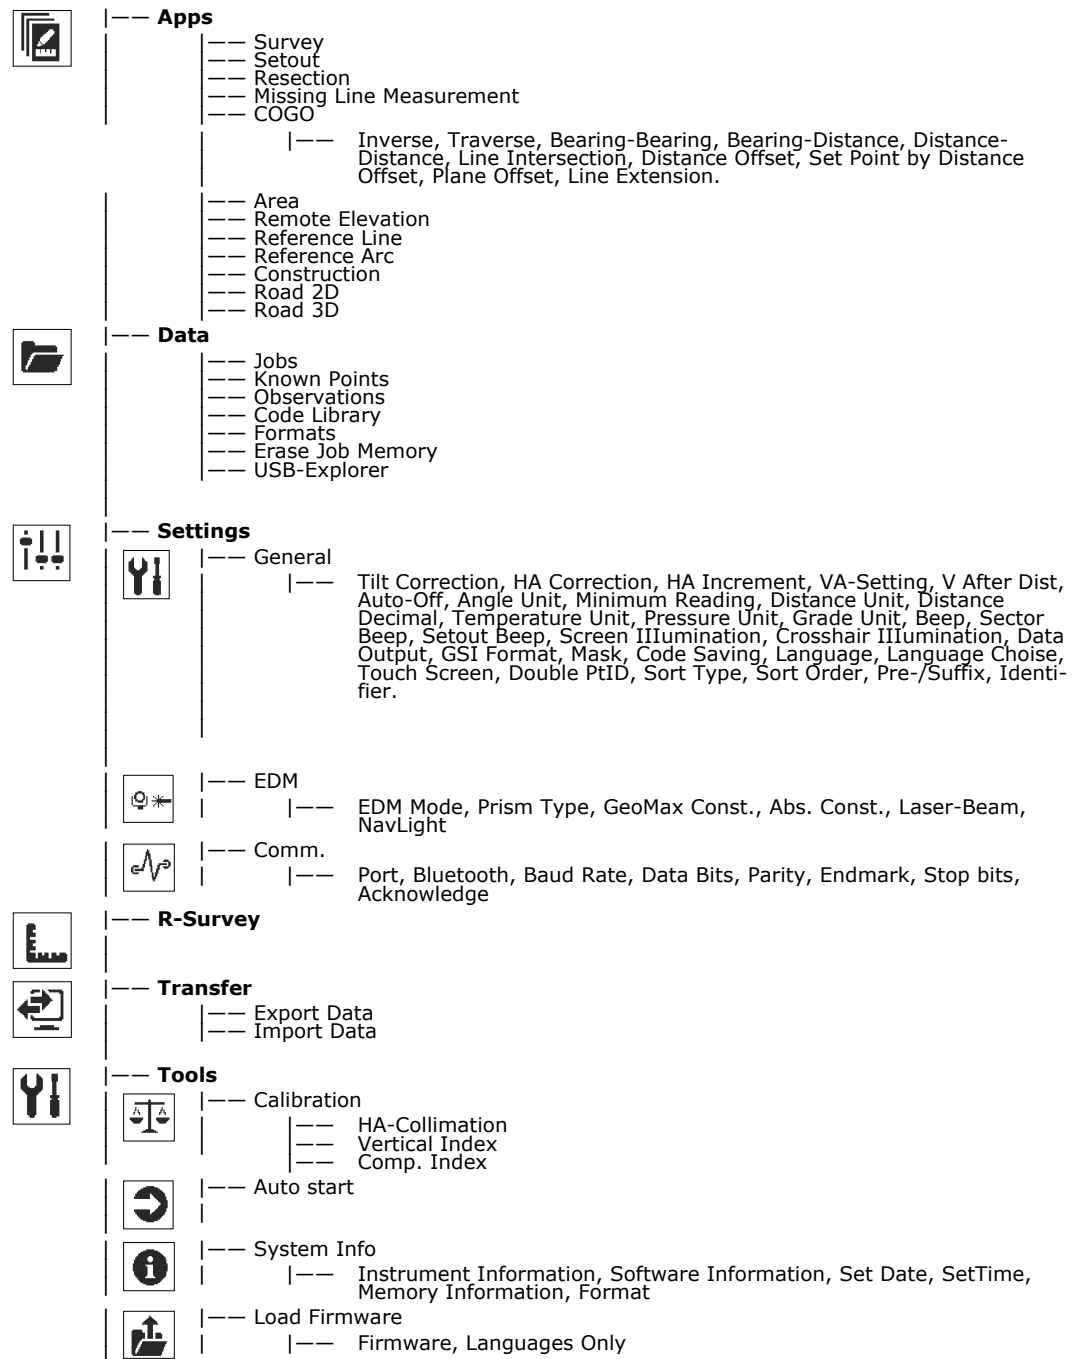 Apps
Survey
Setout
Resection
Missing Line Measurement
COGO
Inverse, Traverse, Bearing-Bearing, Bearing-Distance, Distance-
Distance, Line Intersection, Distance Offset, Set Point by Distance
Offset, Plane Offset, Line Extension.
Area
Remote Elevation
Reference Line
Reference Arc
Construction
Road 2D
Road 3D
Data
Jobs
Known Points
Observations
Code Library
Formats
Erase Job Memory
USB-Explorer
Settings
General
Tilt Correction, HA Correction, HA Increment, VA-Setting, V After Dist,
Auto-Off, Angle Unit, Minimum Reading, Distance Unit, Distance
Decimal, Temperature Unit, Pressure Unit, Grade Unit, Beep, Sector
Beep, Setout Beep, Screen IIIumination, Crosshair IIIumination, Data
Output, GSI Format, Mask, Code Saving, Language, Language Choise,
Touch Screen, Double PtID, Sort Type, Sort Order, Pre-/Suffix, Identi-
fier.
EDM
EDM Mode, Prism Type, GeoMax Const., Abs. Const., Laser-Beam,
NavLight
Comm.
Port, Bluetooth, Baud Rate, Data Bits, Parity, Endmark, Stop bits,
Acknowledge
R-Survey
Transfer
Export Data
Import Data
Tools
Calibration
HA-Collimation
Vertical Index
Comp. Index
Auto start
System Info
Instrument Information, Software Information, Set Date, SetTime,
Memory Information, Format
Load Firmware
Firmware, Languages Only